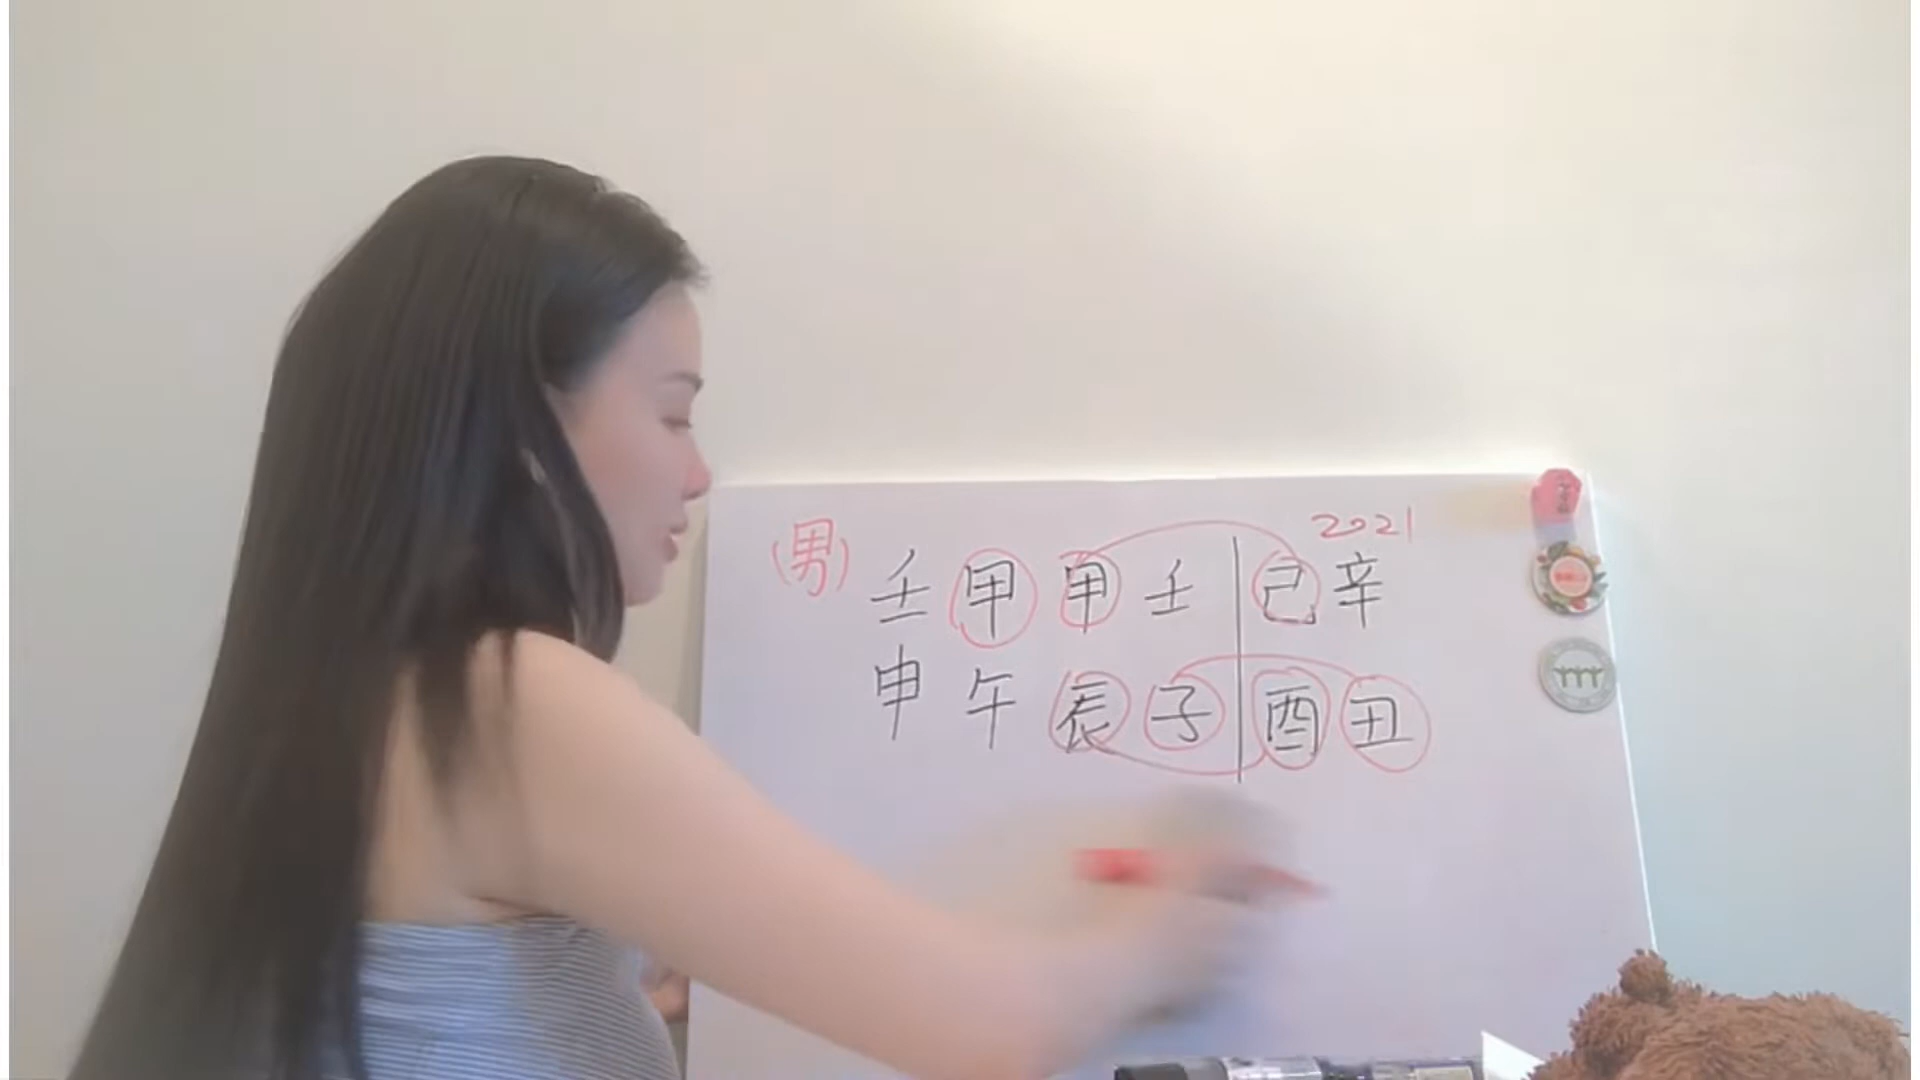 2021
(男) 壬 甲 甲 壬 己 辛
申 午 辰 子 酉 丑